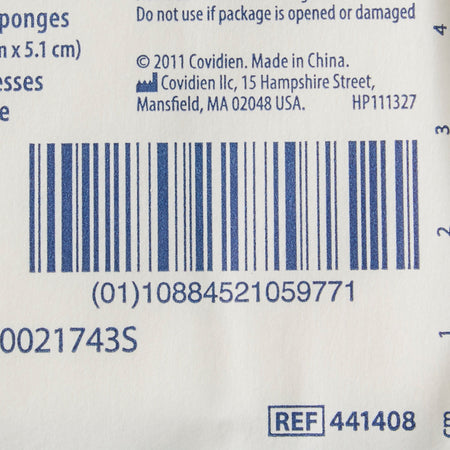 ponges
Do not use if package is opened or damaged
x 5.1 cm)
© 2011 Covidien. Made in China.
Covidien llc, 15 Hampshire Street,
Mansfield, MA 02048 USA. HP111327
(01)10884521059771
0021743S
REF 441408
4
3
2
1
cm